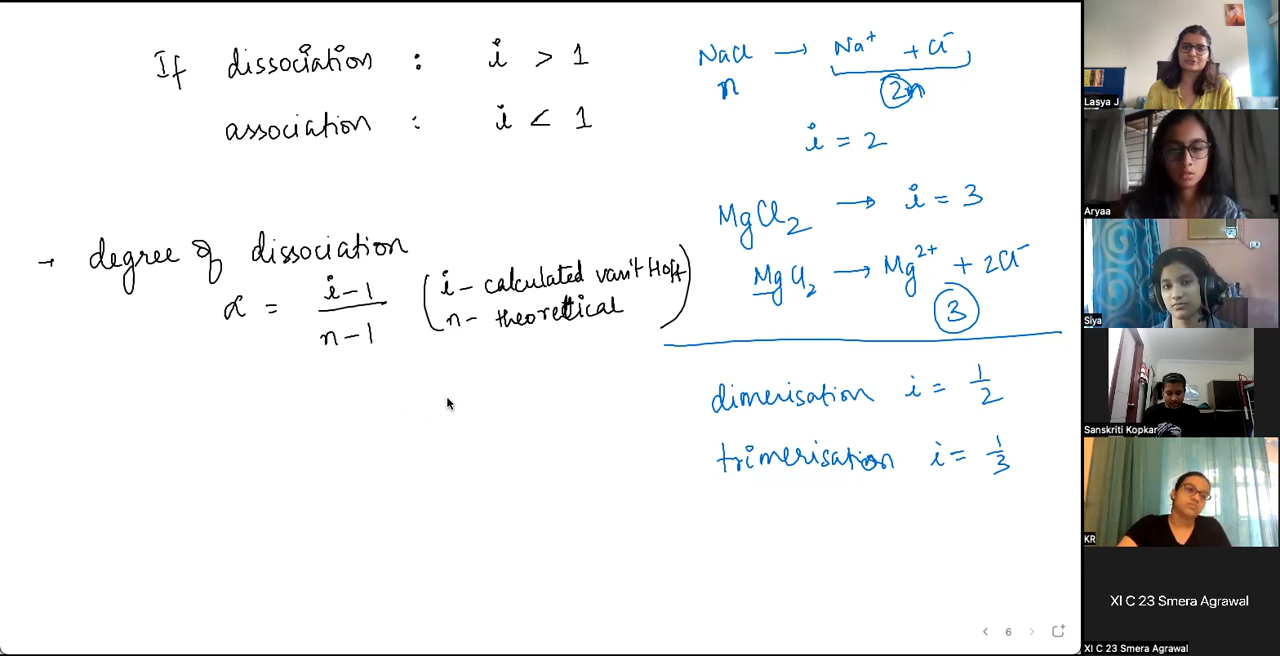 If dissociation : i > 1
association : i < 1
→ degree of dissociation
α = i-1 / n-1 (i - calculated van't Hoff
n - theoretical)
NaCl → Na⁺ + Cl⁻
n 2n
i = 2
MgCl₂ → i = 3
MgCl₂ → Mg²⁺ + 2Cl⁻
3
dimerisation i = 1/2
trimerisation i = 1/3
6
Lasya J
Aryaa
Siya
Sanskriti Kopkar
KR
XI C 23 Smera Agrawal
XI C 23 Smera Agrawal